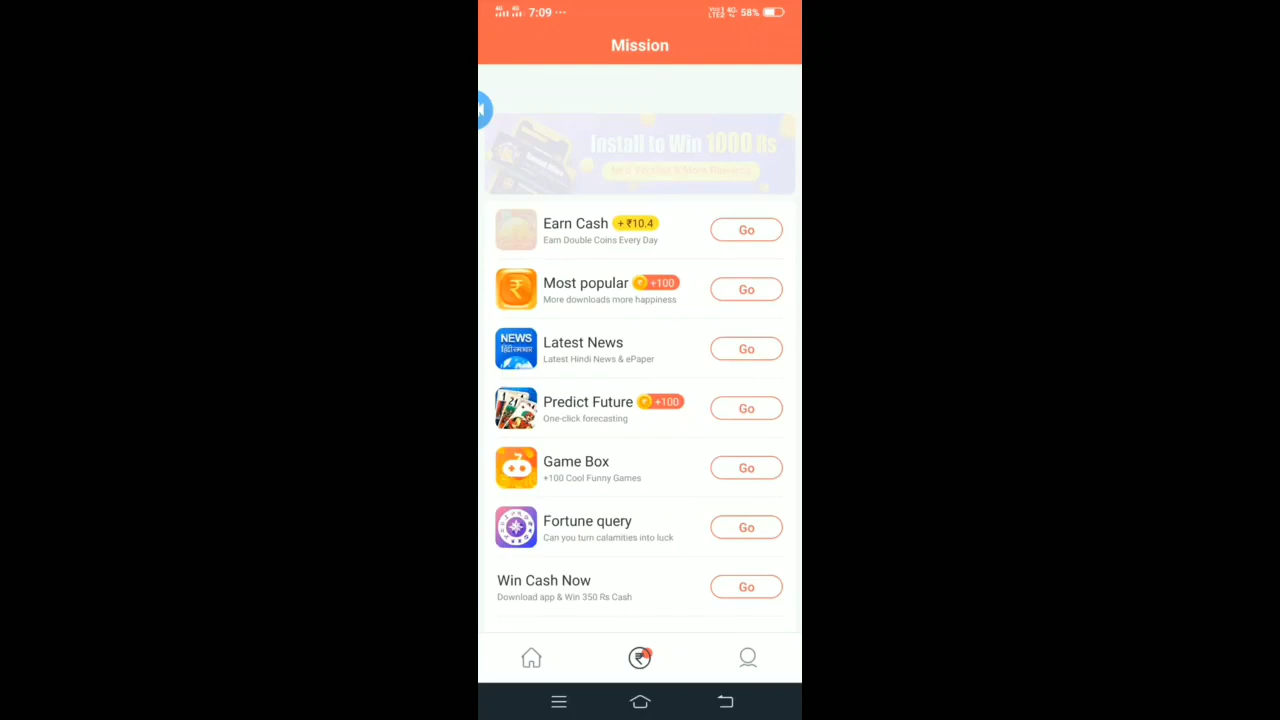 4G 4G 7:09 ··· 4G 58%
Mission
Install to Win 1000 Rs
Earn Cash + ₹10.4
Earn Double Coins Every Day
Go
Most popular +100
More downloads more happiness
Go
NEWS
Latest News
Latest Hindi News & ePaper
Go
Predict Future +100
One-click forecasting
Go
Game Box
+100 Cool Funny Games
Go
Fortune query
Can you turn calamities into luck
Go
Win Cash Now
Download app & Win 350 Rs Cash
Go